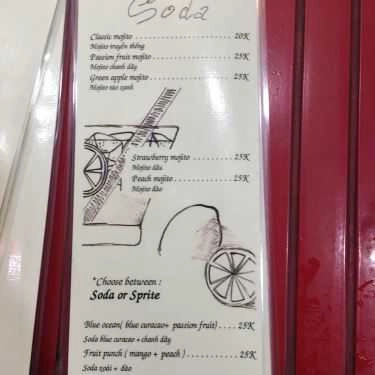 Soda
Classic mojito ............ 20K
Mojito truyền thống
Passion fruit mojito ............ 25K
Mojito chanh dây
Green apple mojito ............ 25K
Mojito táo xanh
Strawberry mojito ......... 25K
Mojito dâu
Peach mojito ............... 25K
Mojito đào
*Choose between :
Soda or Sprite
Blue ocean( blue curacao+ passion fruit) .... 25K
Soda blue curacao + chanh dây
Fruit punch ( mango + peach ) ............ 25K
Soda xoài + đào